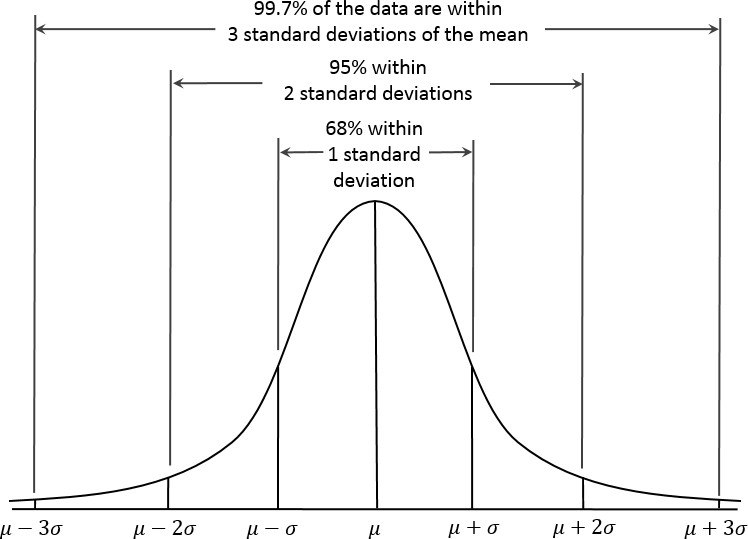 99.7% of the data are within
3 standard deviations of the mean
95% within
2 standard deviations
68% within
1 standard
deviation
μ − 3σ μ − 2σ μ − σ μ μ + σ μ + 2σ μ + 3σ